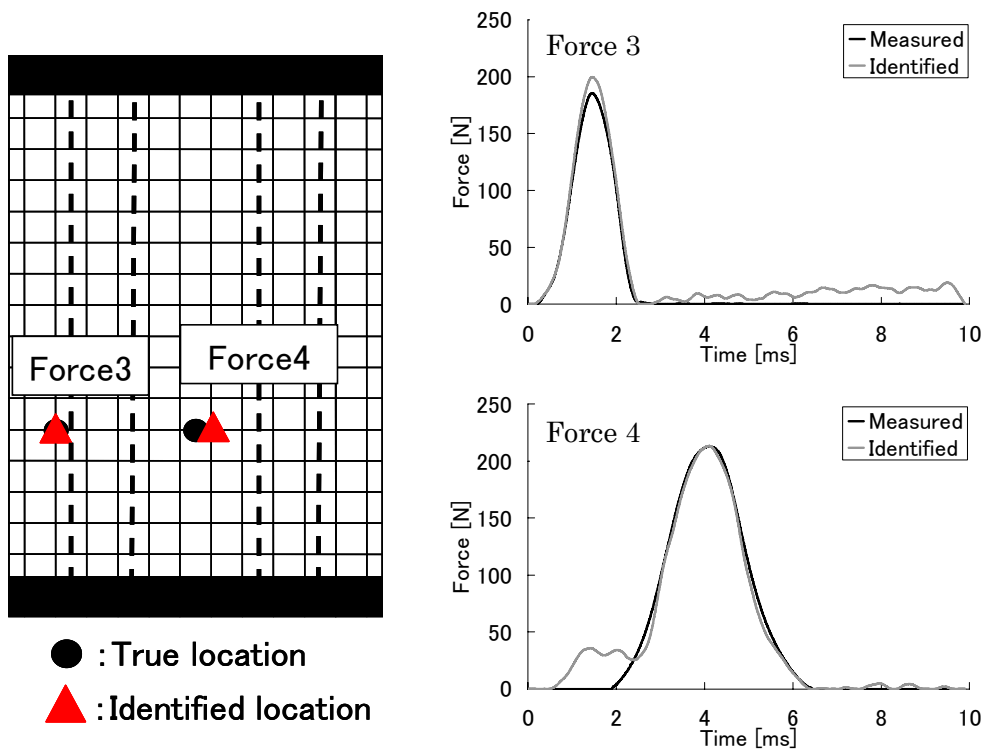 Force3
Force4
: True location
: Identified location
Force 3
Measured
Identified
Force [N]
250
200
150
100
50
0
0 2 4 6 8 10
Time [ms]
Force 4
Measured
Identified
Force [N]
250
200
150
100
50
0
0 2 4 6 8 10
Time [ms]